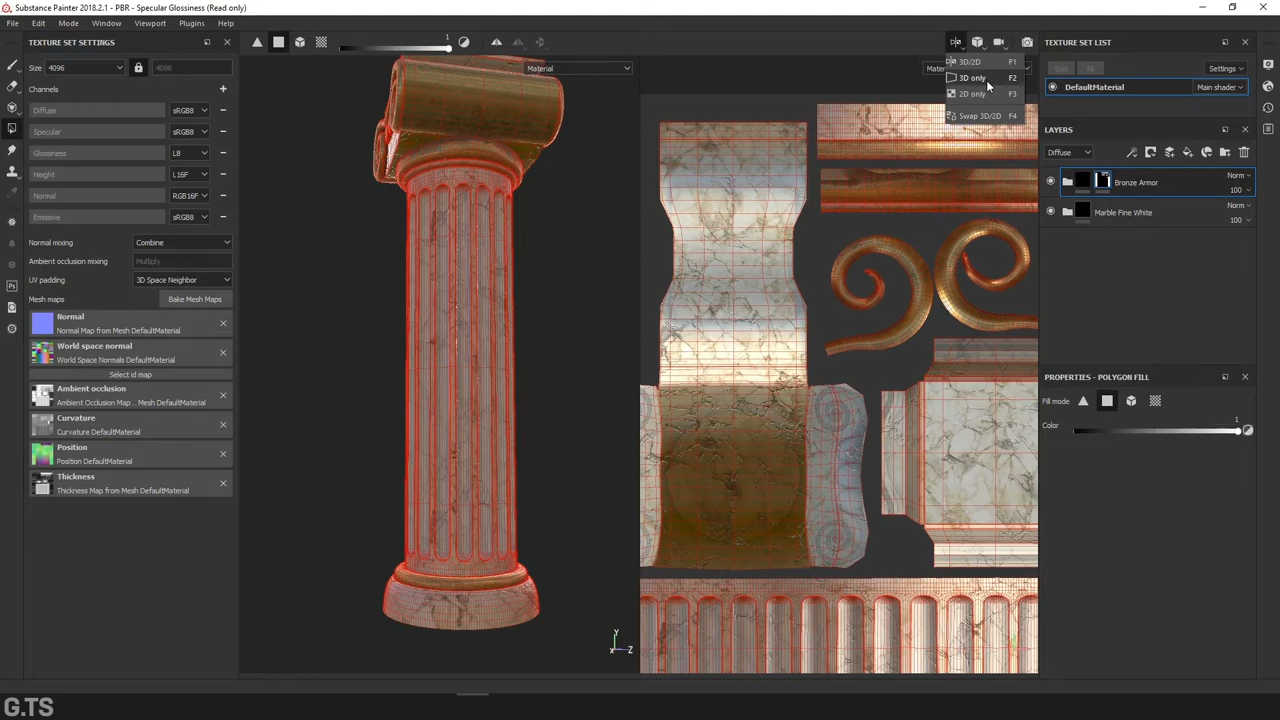 Substance Painter 2018.2.1 - PBR - Specular Glossiness (Read only)
File Edit Mode Window Viewport Plugins Help
TEXTURE SET SETTINGS
Size 4096 4096
Channels
Diffuse sRGB8
Specular sRGB8
Glossiness L8
Height L16F
Normal RGB16F
Emissive sRGB8
Normal mixing Combine
Ambient occlusion mixing Multiply
UV padding 3D Space Neighbor
Mesh maps Bake Mesh Maps
Normal
Normal Map from Mesh DefaultMaterial
World space normal
World Space Normals DefaultMaterial
Select id map
Ambient occlusion
Ambient Occlusion Map... Mesh DefaultMaterial
Curvature
Curvature DefaultMaterial
Position
Position DefaultMaterial
Thickness
Thickness Map from Mesh DefaultMaterial
1
Material
Mater
3D/2D F1
3D only F2
2D only F3
Swap 3D/2D F4
Y
X Z
TEXTURE SET LIST
All Settings
DefaultMaterial Main shader
LAYERS
Diffuse
Bronze Armor Norm
100
Marble Fine White Norm
100
PROPERTIES - POLYGON FILL
Fill mode
Color 1
Ps
G.TS